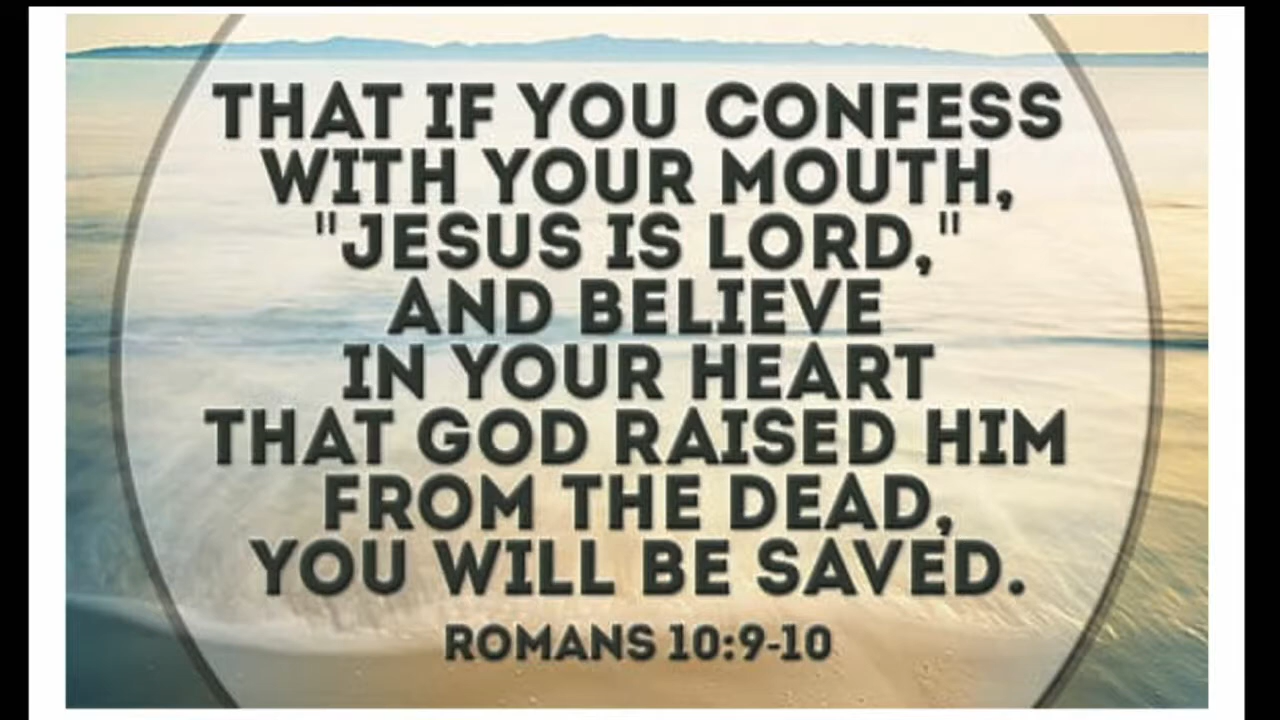 THAT IF YOU CONFESS
WITH YOUR MOUTH,
"JESUS IS LORD,"
AND BELIEVE
IN YOUR HEART
THAT GOD RAISED HIM
FROM THE DEAD,
YOU WILL BE SAVED.
ROMANS 10:9-10